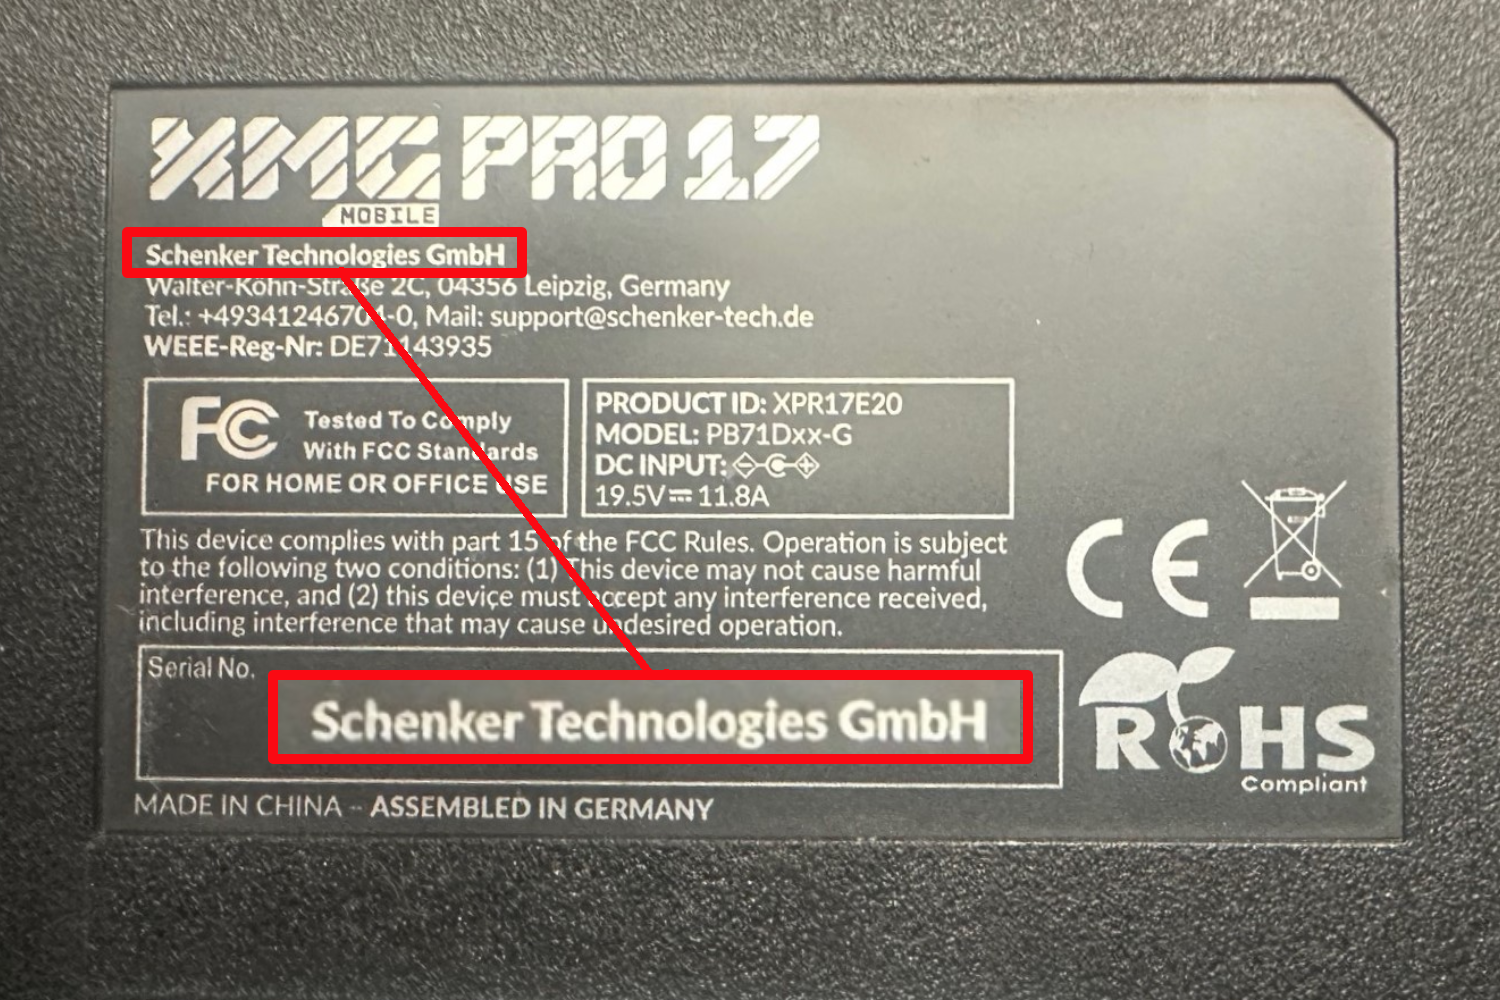 XMG PRO 17
MOBILE
Schenker Technologies GmbH
Walter-Köhn-Straße 2C, 04356 Leipzig, Germany
Tel.: +49341246704-0, Mail: support@schenker-tech.de
WEEE-Reg-Nr: DE71143935
FC Tested To Comply
With FCC Standards
FOR HOME OR OFFICE USE
PRODUCT ID: XPR17E20
MODEL: PB71Dxx-G
DC INPUT:
19.5V⎓11.8A
This device complies with part 15 of the FCC Rules. Operation is subject
to the following two conditions: (1) This device may not cause harmful
interference, and (2) this device must accept any interference received,
including interference that may cause undesired operation.
CE
Serial No.
Schenker Technologies GmbH
RoHS
Compliant
MADE IN CHINA - ASSEMBLED IN GERMANY